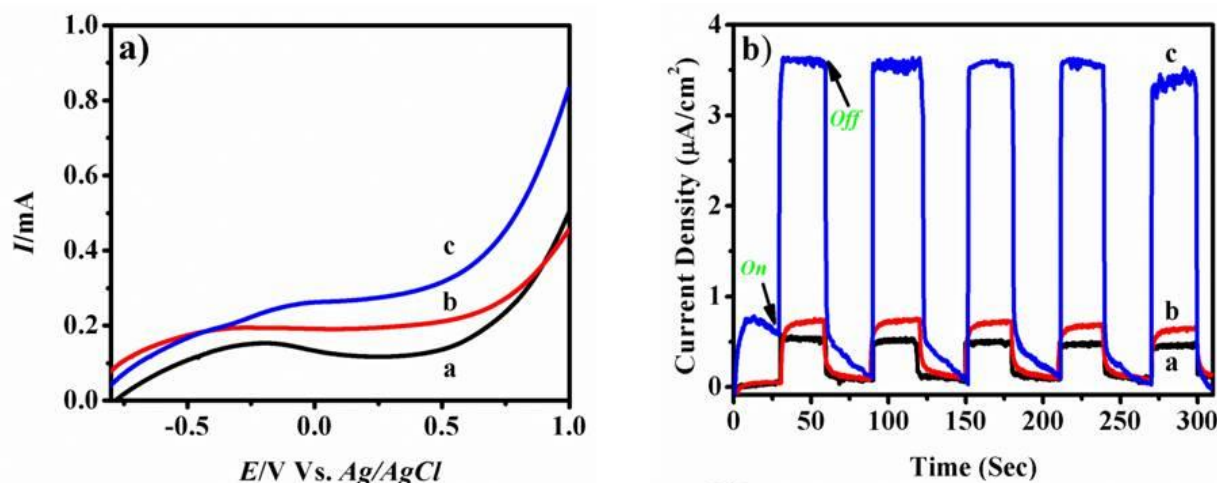 a)
I/mA
1.0
0.8
0.6
0.4
0.2
0.0
c
b
a
-0.5
0.0
0.5
1.0
E/V Vs. Ag/AgCl
b)
Current Density (µA/cm²)
4
3
2
1
0
c
Off
On
b
a
0
50
100
150
200
250
300
Time (Sec)